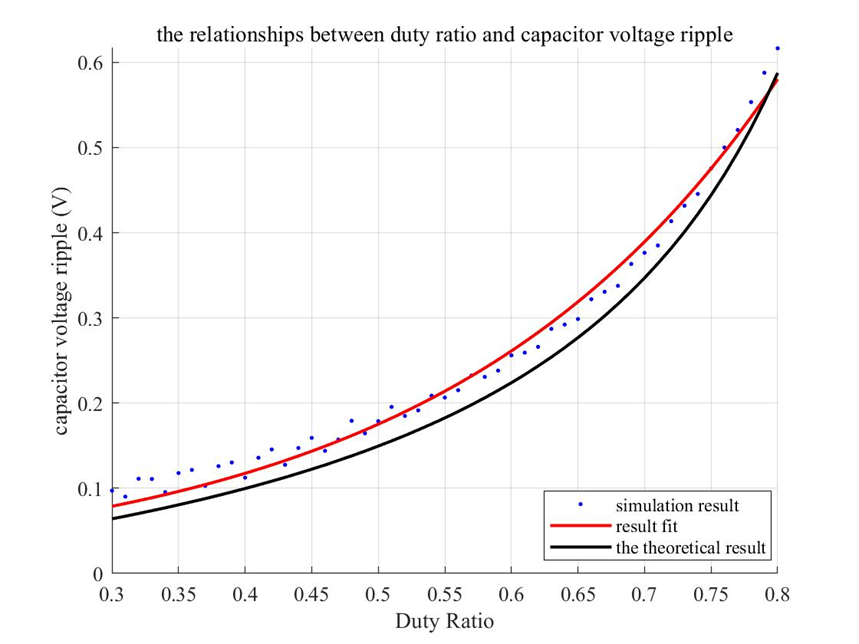 the relationships between duty ratio and capacitor voltage ripple
capacitor voltage ripple (V)
0.6
0.5
0.4
0.3
0.2
0.1
0
simulation result
result fit
the theoretical result
0.3 0.35 0.4 0.45 0.5 0.55 0.6 0.65 0.7 0.75 0.8
Duty Ratio